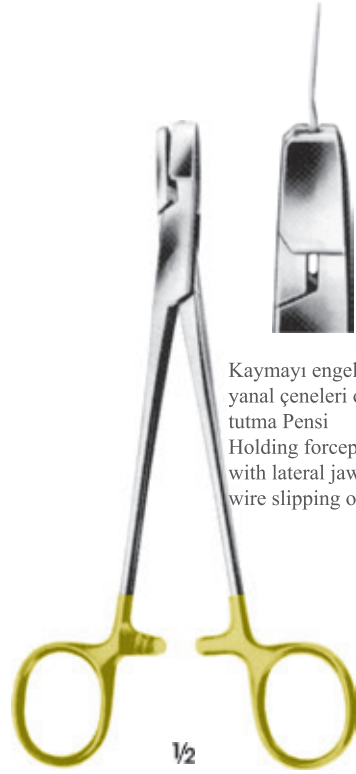 Kaymayı engel
yanal çeneleri
tutma Pensi
Holding forcep
with lateral jaw
wire slipping o
1/2